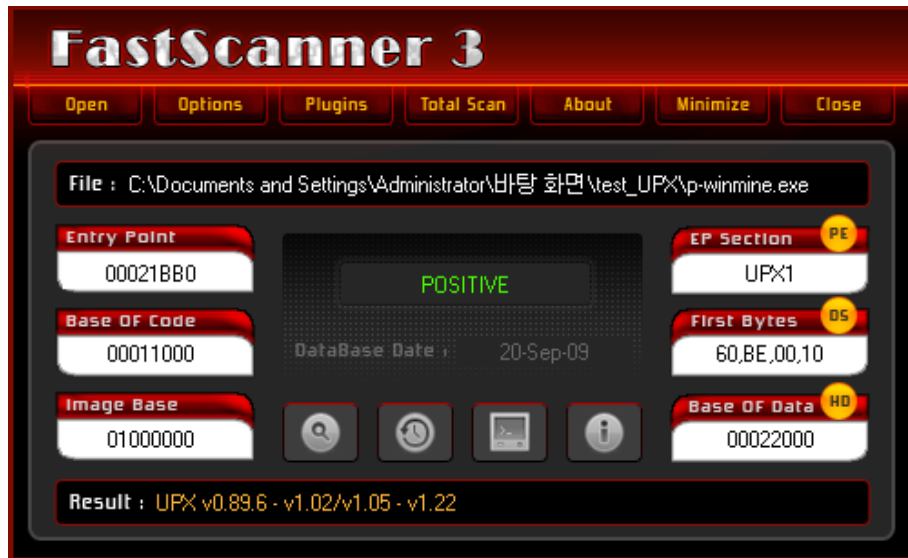 FastScanner 3
Open Options Plugins Total Scan About Minimize Close
File : C:\Documents and Settings\Administrator\바탕 화면\test_UPX\p-winmine.exe
Entry Point
00021BB0
POSITIVE
EP Section PE
UPX1
Base OF Code
00011000
DataBase Date : 20-Sep-09
First Bytes DS
60,BE,00,10
Image Base
01000000
Base OF Data HD
00022000
Result : UPX v0.89.6 - v1.02/v1.05 - v1.22